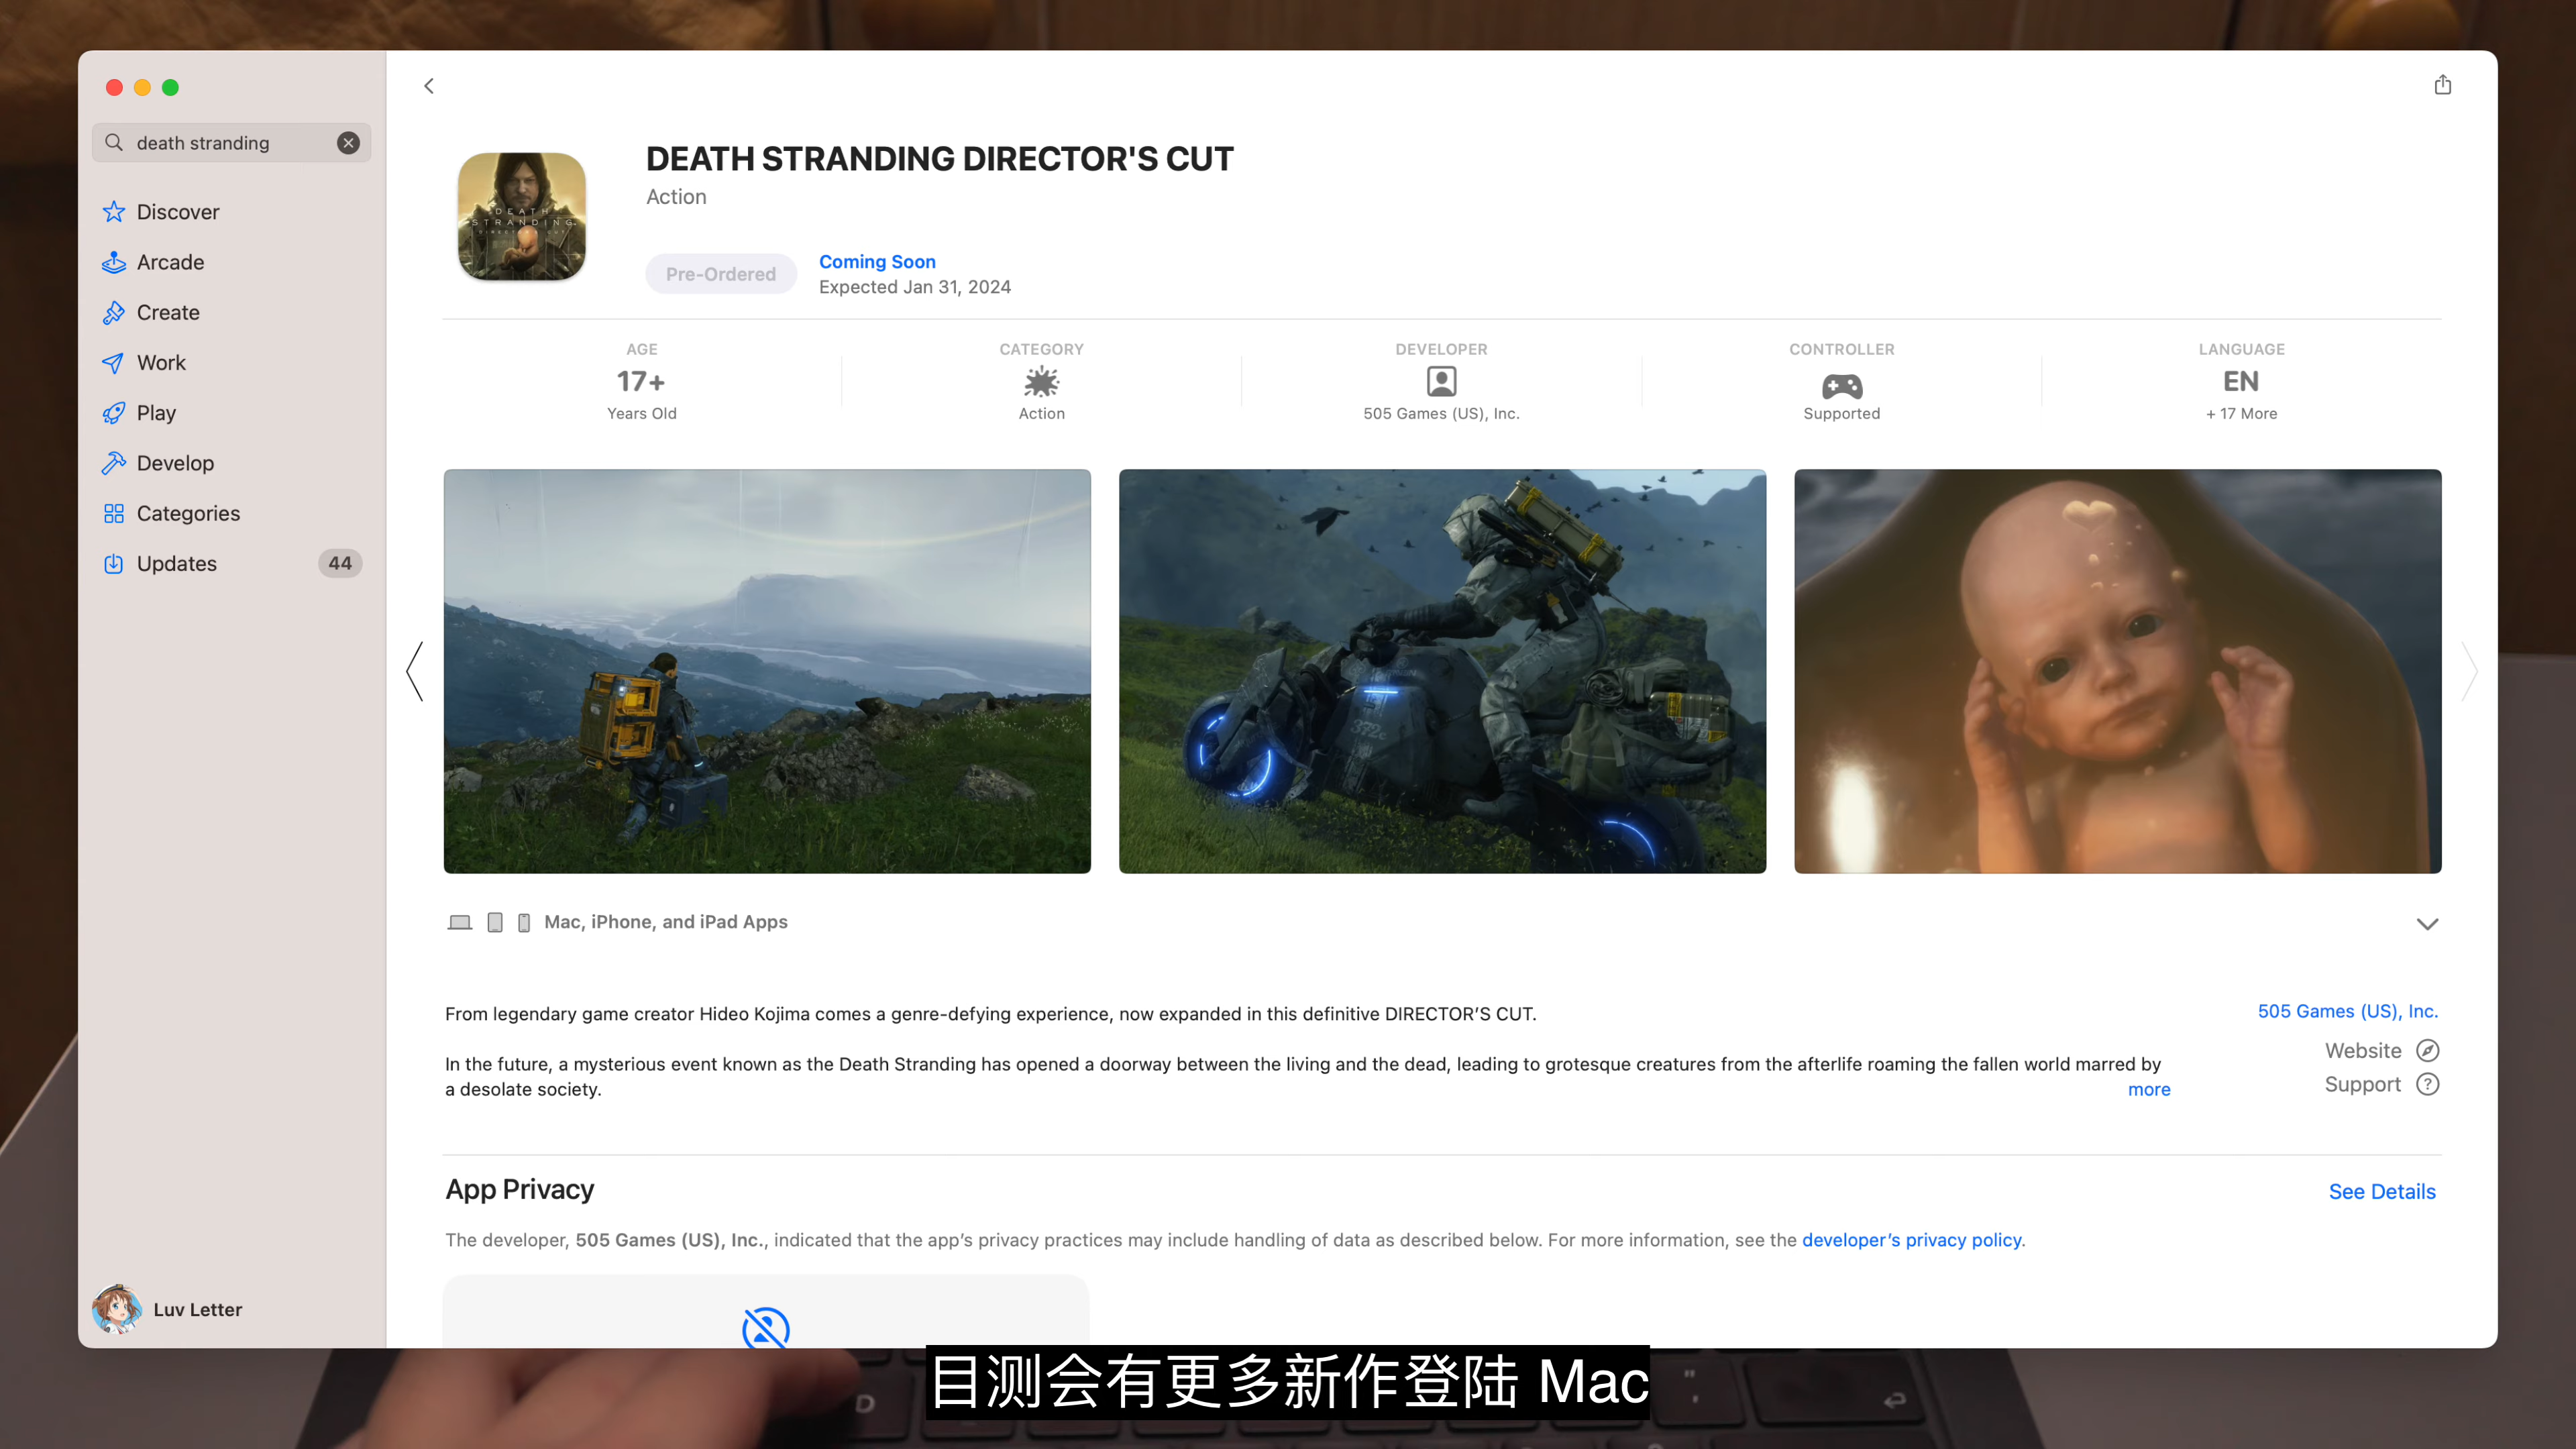 death stranding
Discover
Arcade
Create
Work
Play
Develop
Categories
Updates 44
Luv Letter
DEATH STRANDING DIRECTOR'S CUT
Action
Pre-Ordered
Coming Soon
Expected Jan 31, 2024
DEATH
STRANDING
AGE
17+
Years Old
CATEGORY
Action
DEVELOPER
505 Games (US), Inc.
CONTROLLER
Supported
LANGUAGE
EN
+ 17 More
372c
Mac, iPhone, and iPad Apps
From legendary game creator Hideo Kojima comes a genre-defying experience, now expanded in this definitive DIRECTOR'S CUT.
In the future, a mysterious event known as the Death Stranding has opened a doorway between the living and the dead, leading to grotesque creatures from the afterlife roaming the fallen world marred by
a desolate society.
more
505 Games (US), Inc.
Website
Support
App Privacy
See Details
The developer, 505 Games (US), Inc., indicated that the app's privacy practices may include handling of data as described below. For more information, see the developer's privacy policy.
目测会有更多新作登陆 Mac
D